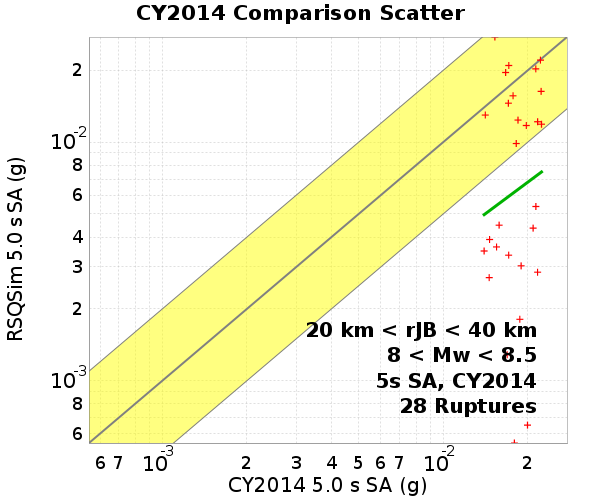 CY2014 Comparison Scatter
RSQSim 5.0 s SA (g)
2
10-2
8
6
4
3
2
10-3
8
6
20 km < rJB < 40 km
8 < Mw < 8.5
5s SA, CY2014
28 Ruptures
6 7 10-3 2 3 4 5 6 7 10-2 2
CY2014 5.0 s SA (g)